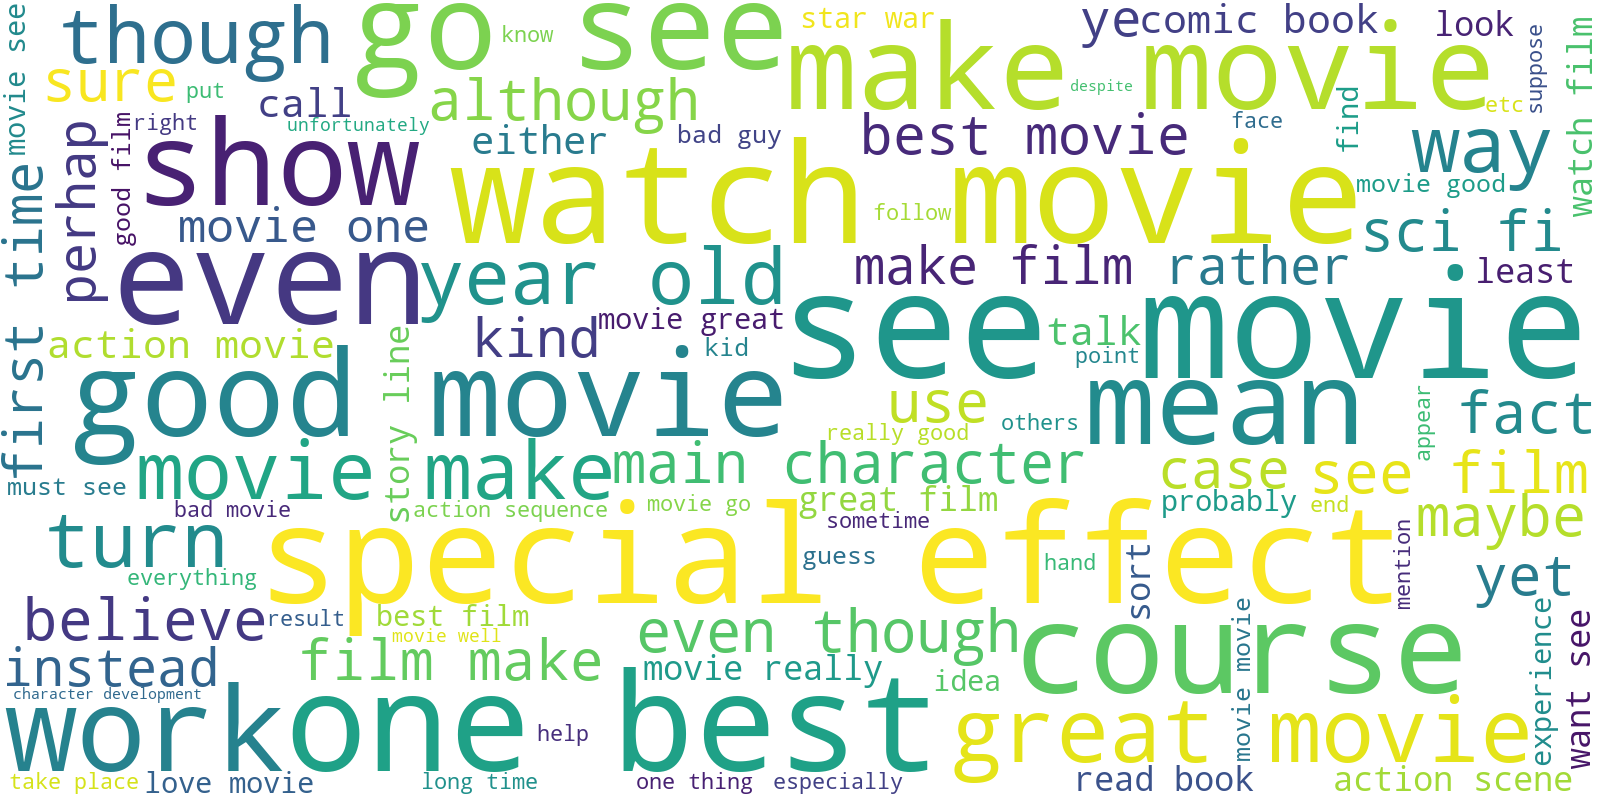 movie see
though
go see
know
star war
ye
comic book
look
suppose
watch film
sure
put
call
although
make movie
despite
etc
find
right
unfortunately
either
bad guy
best movie
face
way
good film
perhap
show
movie one
watch movie
follow
movie good
sci fi
first time
even
year old
make film
rather
least
action movie
story line
kind
movie great
kid
see movie
talk
point
good movie
use
really good
others
mean
appear
fact
must see
movie make
main character
case
see film
bad movie
action sequence
movie go
great film
sometime
probably
end
maybe
turn
everything
special effect
guess
hand
sort
mention
yet
believe
result
best film
movie well
even though
course
movie movie
experience
want see
instead
character development
film make
movie really
idea
work
one best
help
great movie
take place
love movie
long time
one thing
especially
read book
action scene